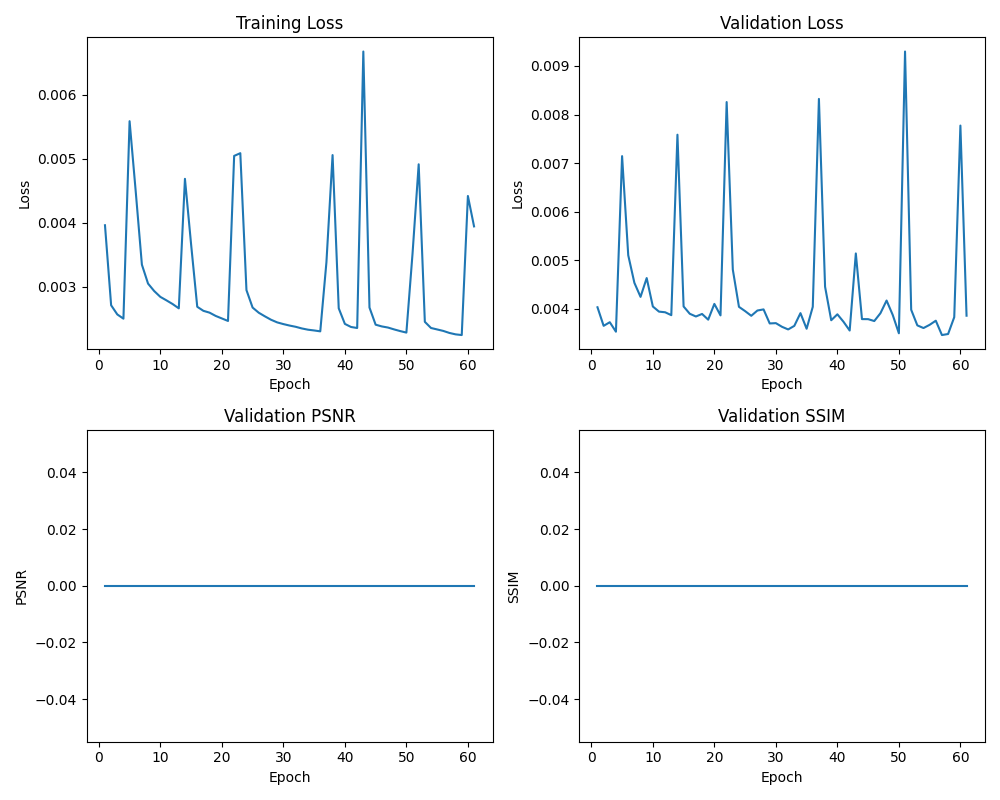 Training Loss
Validation Loss
Loss
0.006
0.005
0.004
0.003
0 10 20 30 40 50 60
Epoch
Loss
0.009
0.008
0.007
0.006
0.005
0.004
0 10 20 30 40 50 60
Epoch
Validation PSNR
Validation SSIM
PSNR
0.04
0.02
0.00
−0.02
−0.04
0 10 20 30 40 50 60
Epoch
SSIM
0.04
0.02
0.00
−0.02
−0.04
0 10 20 30 40 50 60
Epoch